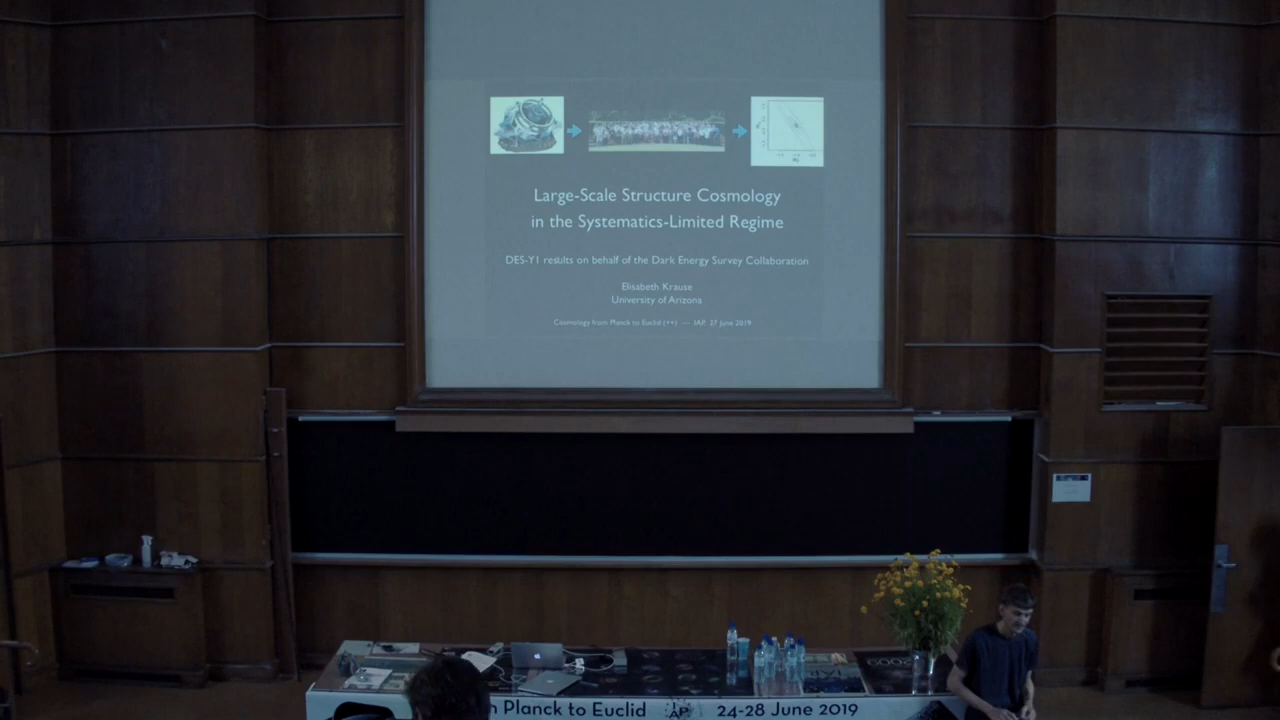 Large-Scale Structure Cosmology
in the Systematics-Limited Regime
DES-Y1 results on behalf of the Dark Energy Survey Collaboration
Elisabeth Krause
University of Arizona
Cosmology from Planck to Euclid (++) — IAP, 27 June 2019
Planck to Euclid IAP 24-28 June 2019